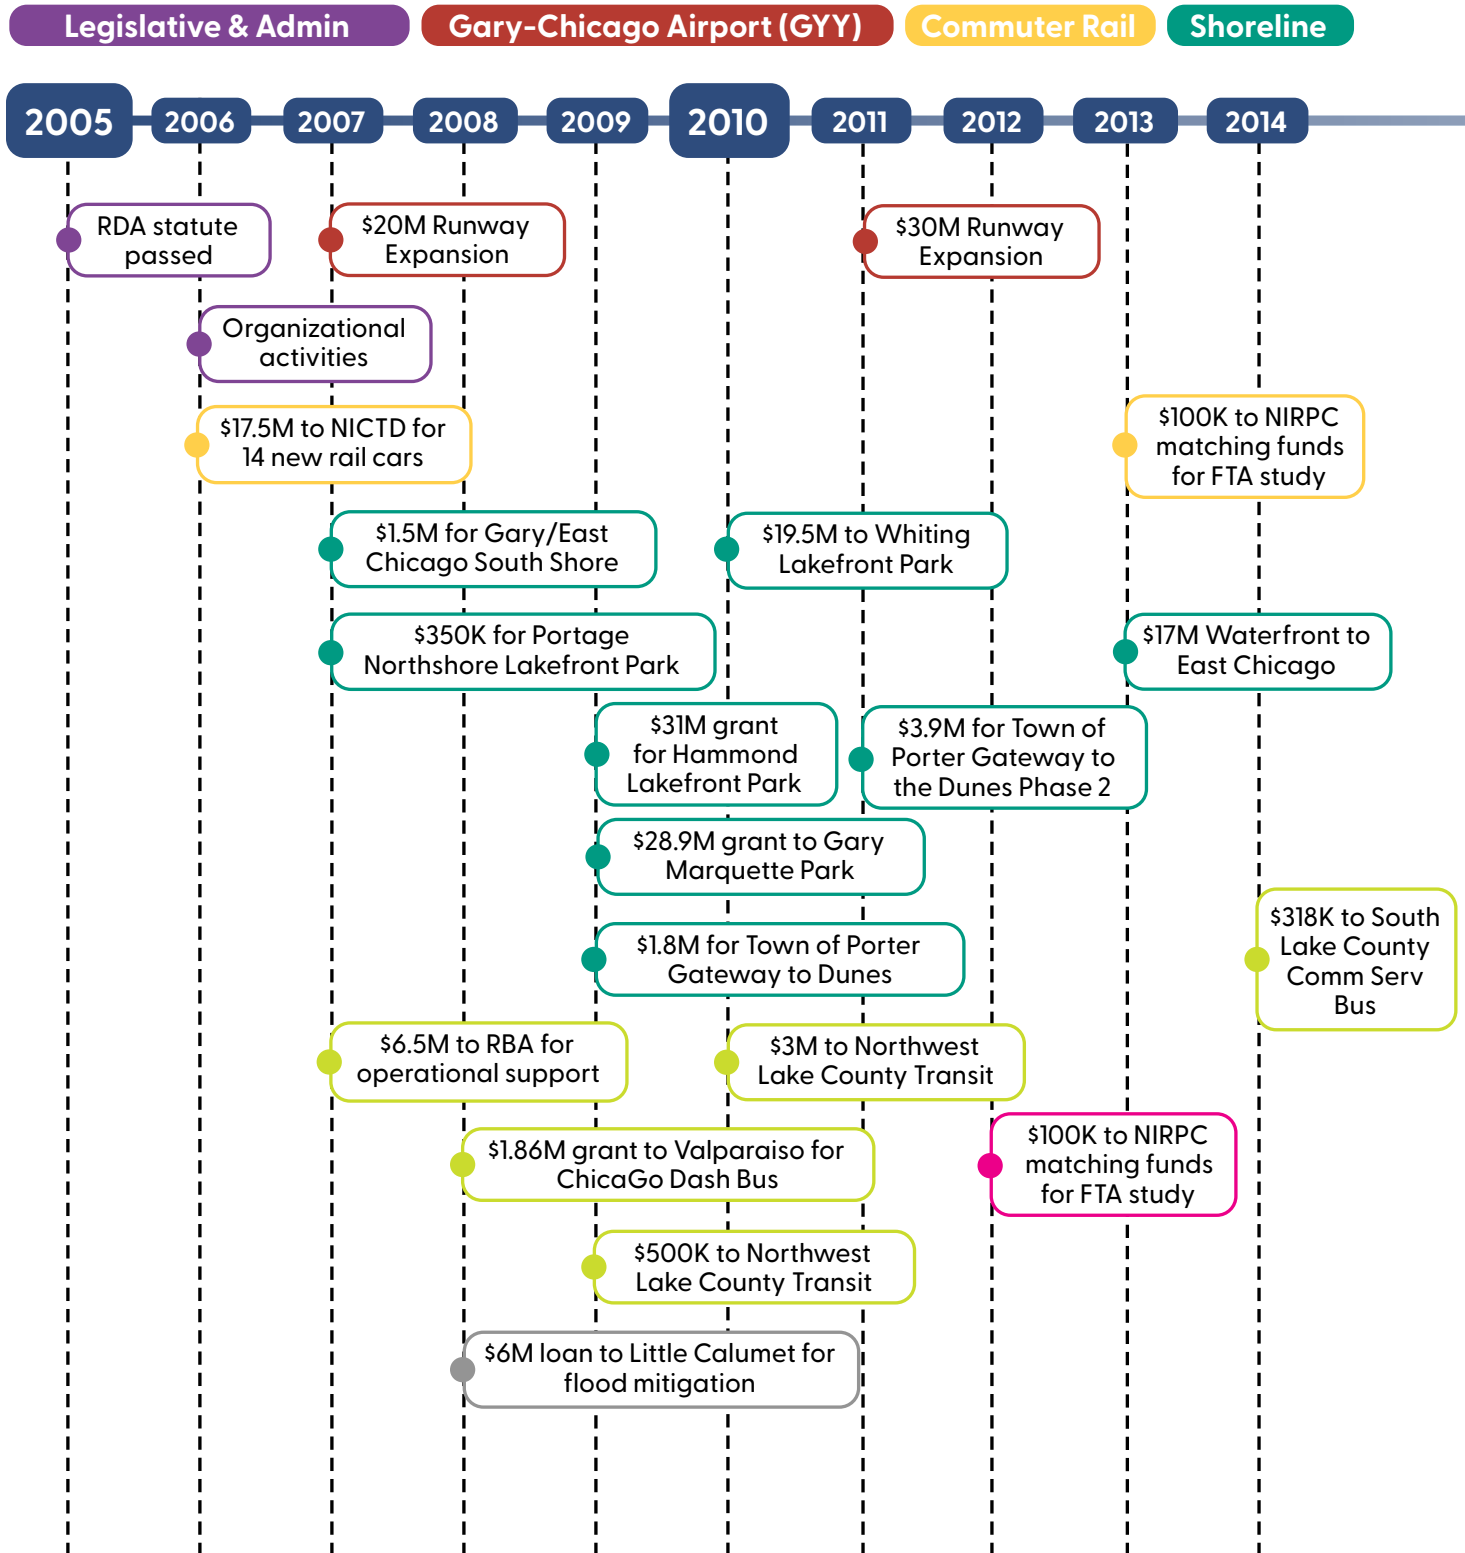 Legislative & Admin
Gary-Chicago Airport (GYY)
Commuter Rail
Shoreline
2005
2006
2007
2008
2009
2010
2011
2012
2013
2014
RDA statute
passed
$20M Runway
Expansion
$30M Runway
Expansion
Organizational
activities
$17.5M to NICTD for
14 new rail cars
$100K to NIRPC
matching funds
for FTA study
$1.5M for Gary/East
Chicago South Shore
$19.5M to Whiting
Lakefront Park
$350K for Portage
Northshore Lakefront Park
$17M Waterfront to
East Chicago
$31M grant
for Hammond
Lakefront Park
$3.9M for Town of
Porter Gateway to
the Dunes Phase 2
$28.9M grant to Gary
Marquette Park
$318K to South
Lake County
Comm Serv
Bus
$1.8M for Town of Porter
Gateway to Dunes
$6.5M to RBA for
operational support
$3M to Northwest
Lake County Transit
$1.86M grant to Valparaiso for
ChicaGo Dash Bus
$100K to NIRPC
matching funds
for FTA study
$500K to Northwest
Lake County Transit
$6M loan to Little Calumet for
flood mitigation